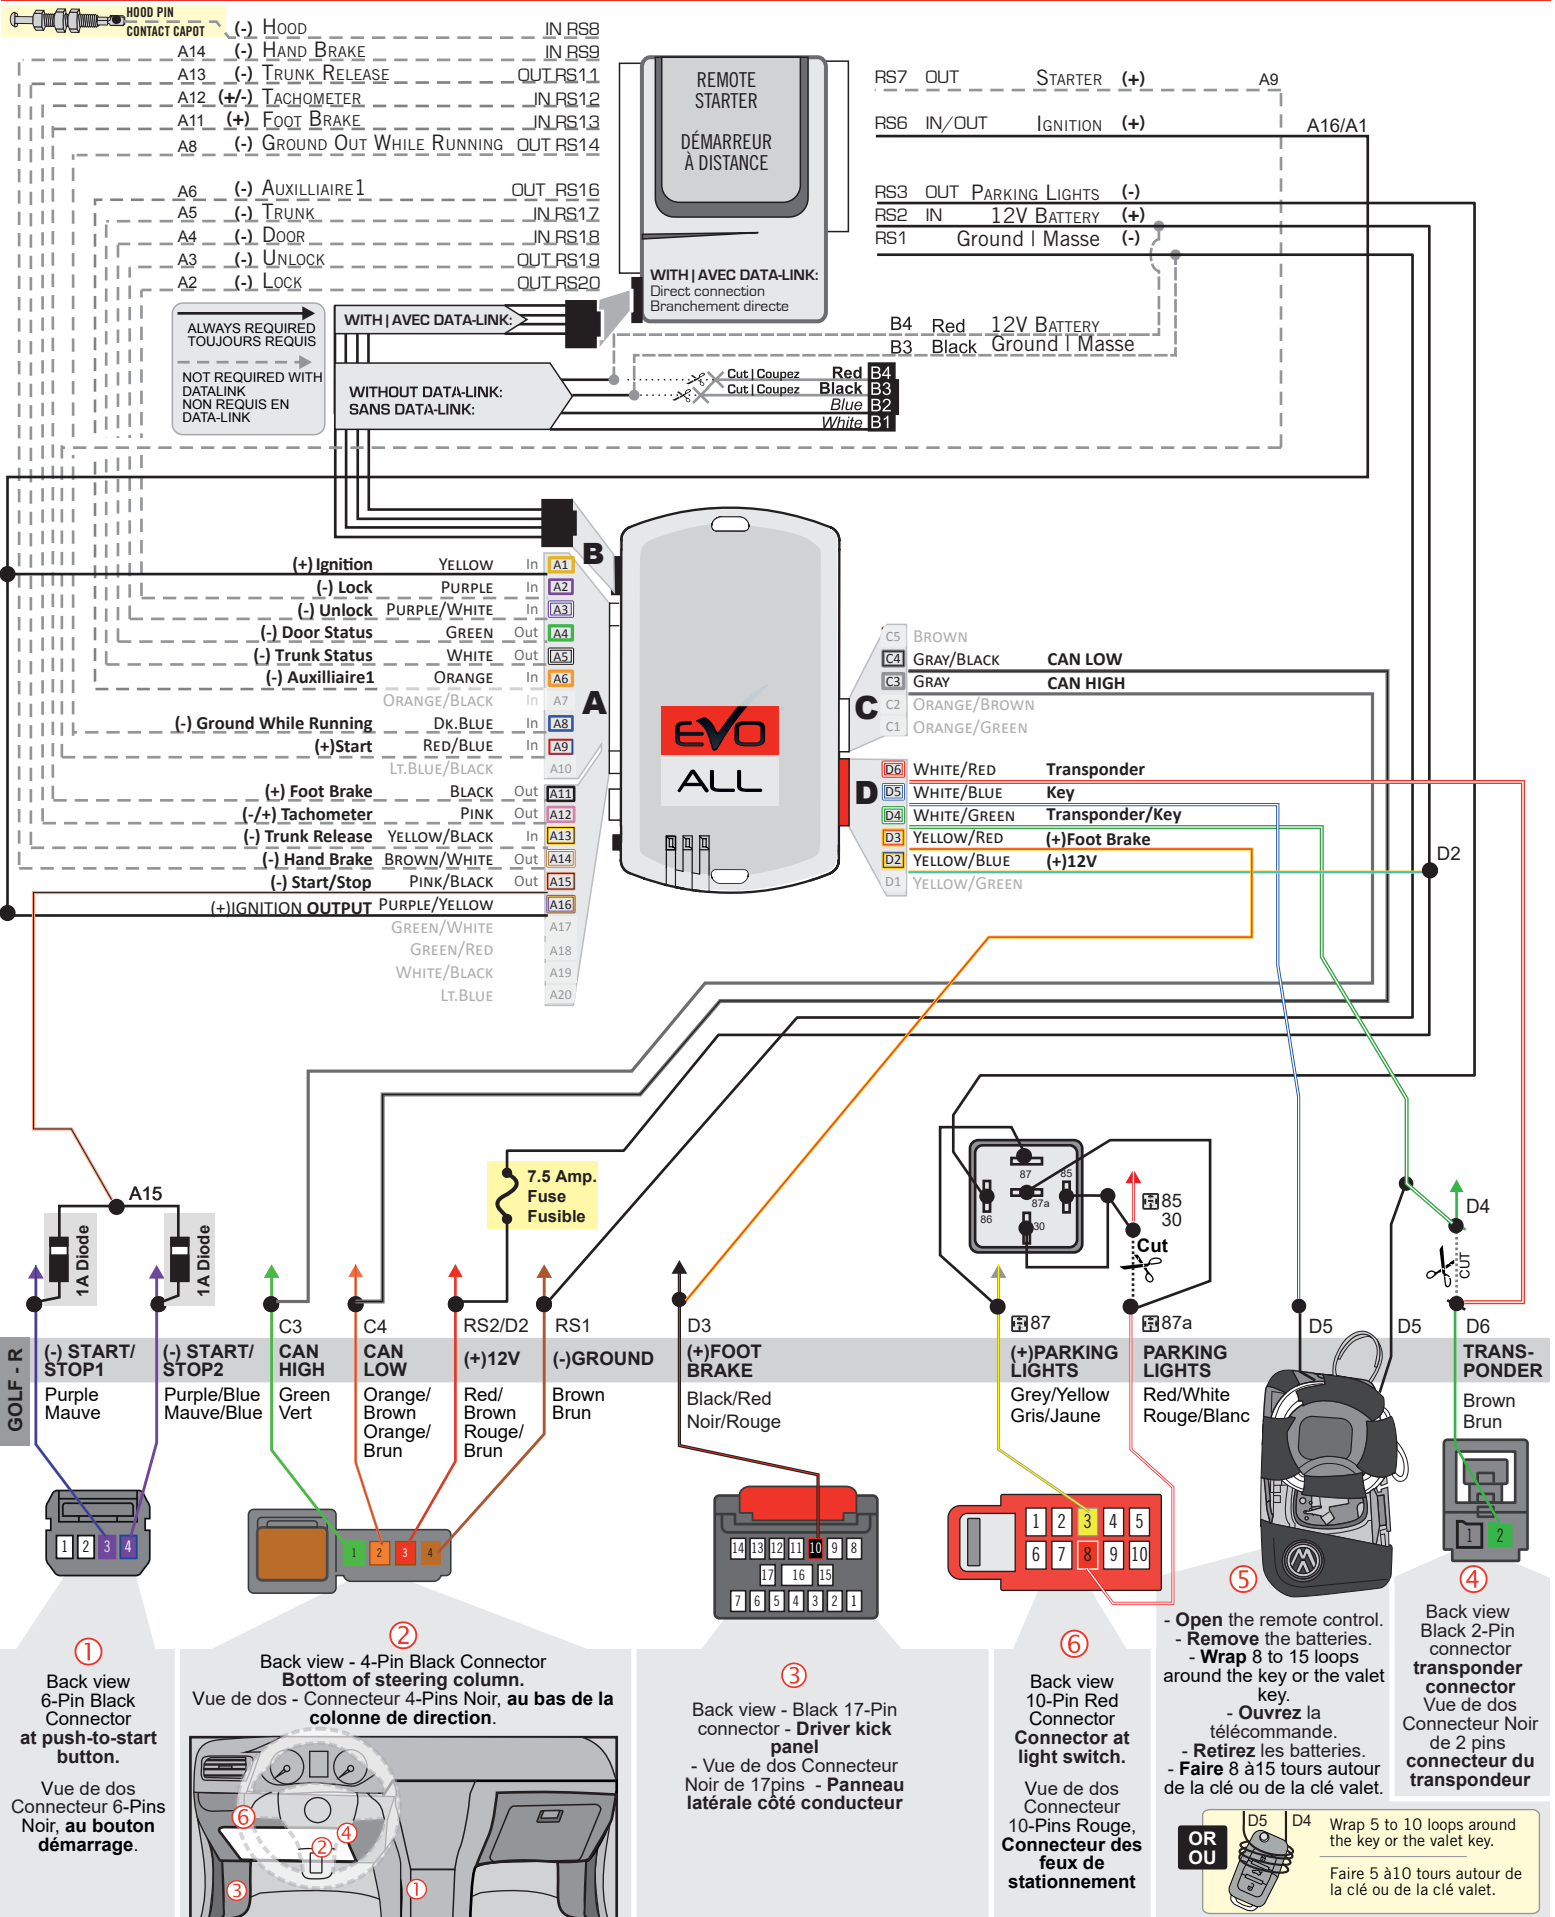 HOOD PIN
CONTACT CAPOT
(-) HOOD IN RS8
A14 (-) HAND BRAKE IN RS9
A13 (-) TRUNK RELEASE OUT RS11
A12 (+/-) TACHOMETER IN RS12
A11 (+) FOOT BRAKE IN RS13
A8 (-) GROUND OUT WHILE RUNNING OUT RS14
A6 (-) AUXILLIAIRE1 OUT RS16
A5 (-) TRUNK IN RS17
A4 (-) DOOR IN RS18
A3 (-) UNLOCK OUT RS19
A2 (-) LOCK OUT RS20
REMOTE
STARTER
DÉMARREUR
À DISTANCE
WITH | AVEC DATA-LINK:
Direct connection
Branchement directe
RS7 OUT STARTER (+) A9
RS6 IN/OUT IGNITION (+) A16/A1
RS3 OUT PARKING LIGHTS (-)
RS2 IN 12V BATTERY (+)
RS1 Ground | Masse (-)
ALWAYS REQUIRED
TOUJOURS REQUIS
NOT REQUIRED WITH
DATALINK
NON REQUIS EN
DATA-LINK
WITH | AVEC DATA-LINK:
WITHOUT DATA-LINK:
SANS DATA-LINK:
B4 Red 12V BATTERY
B3 Black Ground | Masse
Cut | Coupez Red B4
Cut | Coupez Black B3
Blue B2
White B1
B
A
C
D
(+) Ignition YELLOW In A1
(-) Lock PURPLE In A2
(-) Unlock PURPLE/WHITE In A3
(-) Door Status GREEN Out A4
(-) Trunk Status WHITE Out A5
(-) Auxilliaire1 ORANGE In A6
ORANGE/BLACK In A7
(-) Ground While Running DK.BLUE In A8
(+)Start RED/BLUE In A9
LT.BLUE/BLACK A10
(+) Foot Brake BLACK Out A11
(-/+) Tachometer PINK Out A12
(-) Trunk Release YELLOW/BLACK In A13
(-) Hand Brake BROWN/WHITE Out A14
(-) Start/Stop PINK/BLACK Out A15
(+)IGNITION OUTPUT PURPLE/YELLOW A16
GREEN/WHITE A17
GREEN/RED A18
WHITE/BLACK A19
LT.BLUE A20
EVO
ALL
C5 BROWN
C4 GRAY/BLACK CAN LOW
C3 GRAY CAN HIGH
C2 ORANGE/BROWN
C1 ORANGE/GREEN
D6 WHITE/RED Transponder
D5 WHITE/BLUE Key
D4 WHITE/GREEN Transponder/Key
D3 YELLOW/RED (+)Foot Brake
D2 YELLOW/BLUE (+)12V
D1 YELLOW/GREEN
D2
A15
1A Diode
1A Diode
7.5 Amp.
Fuse
Fusible
87
85
87a
86
30
85
30
Cut
D4
CUT
C3
C4
RS2/D2
RS1
D3
87
87a
D5
D5
D6
GOLF - R
(-) START/
STOP1
(-) START/
STOP2
CAN
HIGH
CAN
LOW
(+)12V
(-)GROUND
(+)FOOT
BRAKE
(+)PARKING
LIGHTS
PARKING
LIGHTS
TRANS-
PONDER
Purple
Mauve
Purple/Blue
Mauve/Blue
Green
Vert
Orange/
Brown
Orange/
Brun
Red/
Brown
Rouge/
Brun
Brown
Brun
Black/Red
Noir/Rouge
Grey/Yellow
Gris/Jaune
Red/White
Rouge/Blanc
Brown
Brun
1 2 3 4
1 2 3 4
14 13 12 11 10 9 8
17 16 15
7 6 5 4 3 2 1
1 2 3 4 5
6 7 8 9 10
1 2
①
Back view
6-Pin Black
Connector
at push-to-start
button.
Vue de dos
Connecteur 6-Pins
Noir, au bouton
démarrage.
②
Back view - 4-Pin Black Connector
Bottom of steering column.
Vue de dos - Connecteur 4-Pins Noir, au bas de la
colonne de direction.
⑥
④
②
③
①
③
Back view - Black 17-Pin
connector - Driver kick
panel
- Vue de dos Connecteur
Noir de 17pins - Panneau
latérale côté conducteur
⑥
Back view
10-Pin Red
Connector
Connector at
light switch.
Vue de dos
Connecteur
10-Pins Rouge,
Connecteur des
feux de
stationnement
⑤
- Open the remote control.
- Remove the batteries.
- Wrap 8 to 15 loops
around the key or the valet
key.
- Ouvrez la
télécommande.
- Retirez les batteries.
- Faire 8 à15 tours autour
de la clé ou de la clé valet.
④
Back view
Black 2-Pin
connector
transponder
connector
Vue de dos
Connecteur Noir
de 2 pins
connecteur du
transpondeur
OR
OU
D5 D4
Wrap 5 to 10 loops around
the key or the valet key.
Faire 5 à10 tours autour de
la clé ou de la clé valet.